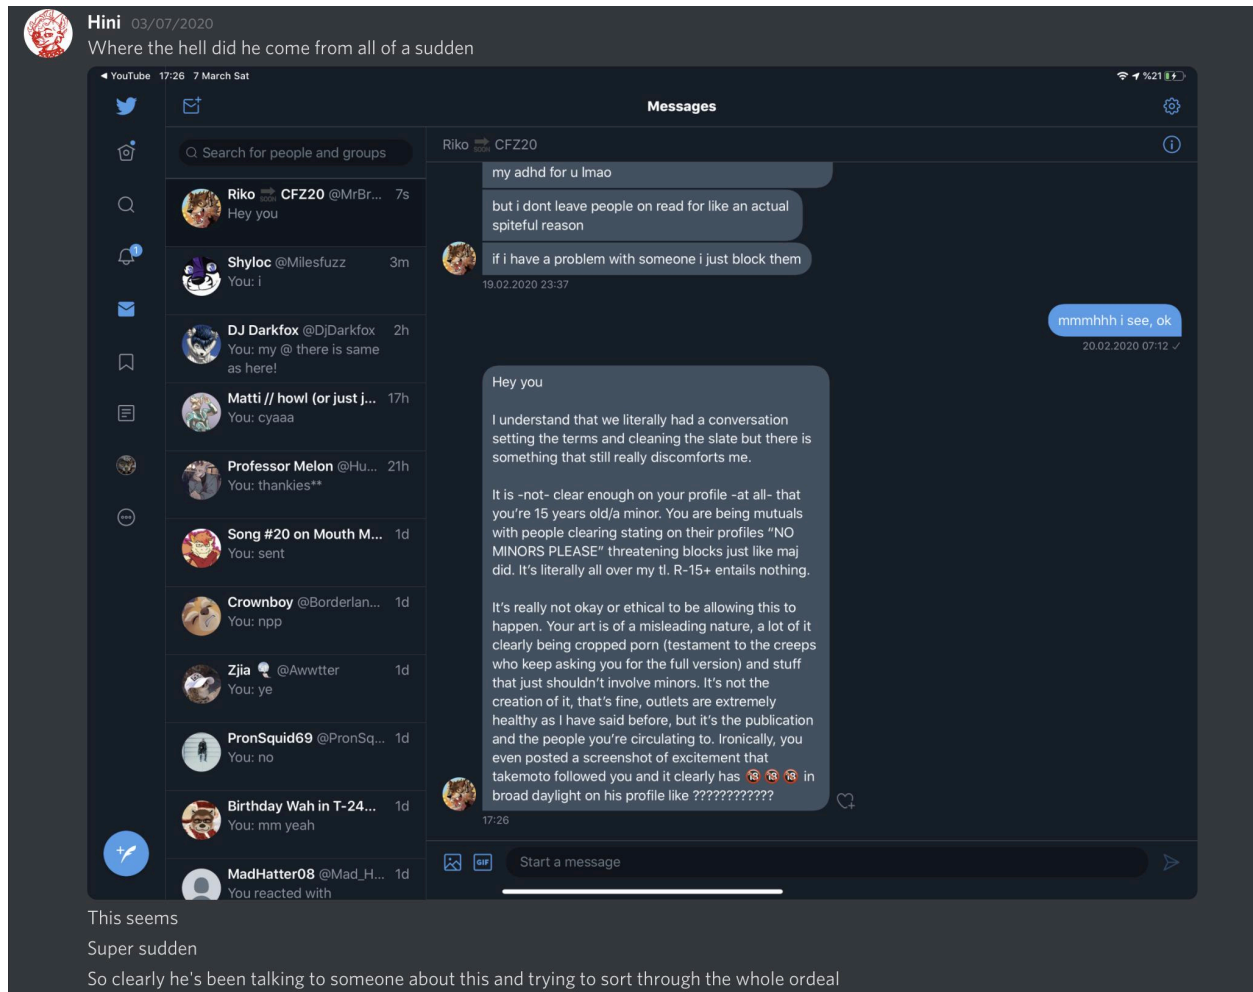 Hini 03/07/2020
Where the hell did he come from all of a sudden
YouTube 17:26 7 March Sat
%21
Messages
Search for people and groups
Riko SOON CFZ20 @MrBr... 7s
Hey you
Shyloc @Milesfuzz 3m
You: i
DJ Darkfox @DjDarkfox 2h
You: my @ there is same
as here!
Matti // howl (or just j... 17h
You: cyaaa
Professor Melon @Hu... 21h
You: thankies**
Song #20 on Mouth M... 1d
You: sent
Crownboy @Borderlan... 1d
You: npp
Zjia @Awwtter 1d
You: ye
PronSquid69 @PronSq... 1d
You: no
Birthday Wah in T-24... 1d
You: mm yeah
MadHatter08 @Mad_H... 1d
You reacted with
Riko SOON CFZ20
my adhd for u lmao
but i dont leave people on read for like an actual
spiteful reason
if i have a problem with someone i just block them
19.02.2020 23:37
mmmhhh i see, ok
20.02.2020 07:12 ✓
Hey you
I understand that we literally had a conversation
setting the terms and cleaning the slate but there is
something that still really discomforts me.
It is -not- clear enough on your profile -at all- that
you're 15 years old/a minor. You are being mutuals
with people clearing stating on their profiles “NO
MINORS PLEASE” threatening blocks just like maj
did. It's literally all over my tl. R-15+ entails nothing.
It's really not okay or ethical to be allowing this to
happen. Your art is of a misleading nature, a lot of it
clearly being cropped porn (testament to the creeps
who keep asking you for the full version) and stuff
that just shouldn't involve minors. It's not the
creation of it, that's fine, outlets are extremely
healthy as I have said before, but it's the publication
and the people you're circulating to. Ironically, you
even posted a screenshot of excitement that
takemoto followed you and it clearly has 🔞 🔞 🔞 in
broad daylight on his profile like ????????????
17:26
GIF
Start a message
This seems
Super sudden
So clearly he's been talking to someone about this and trying to sort through the whole ordeal